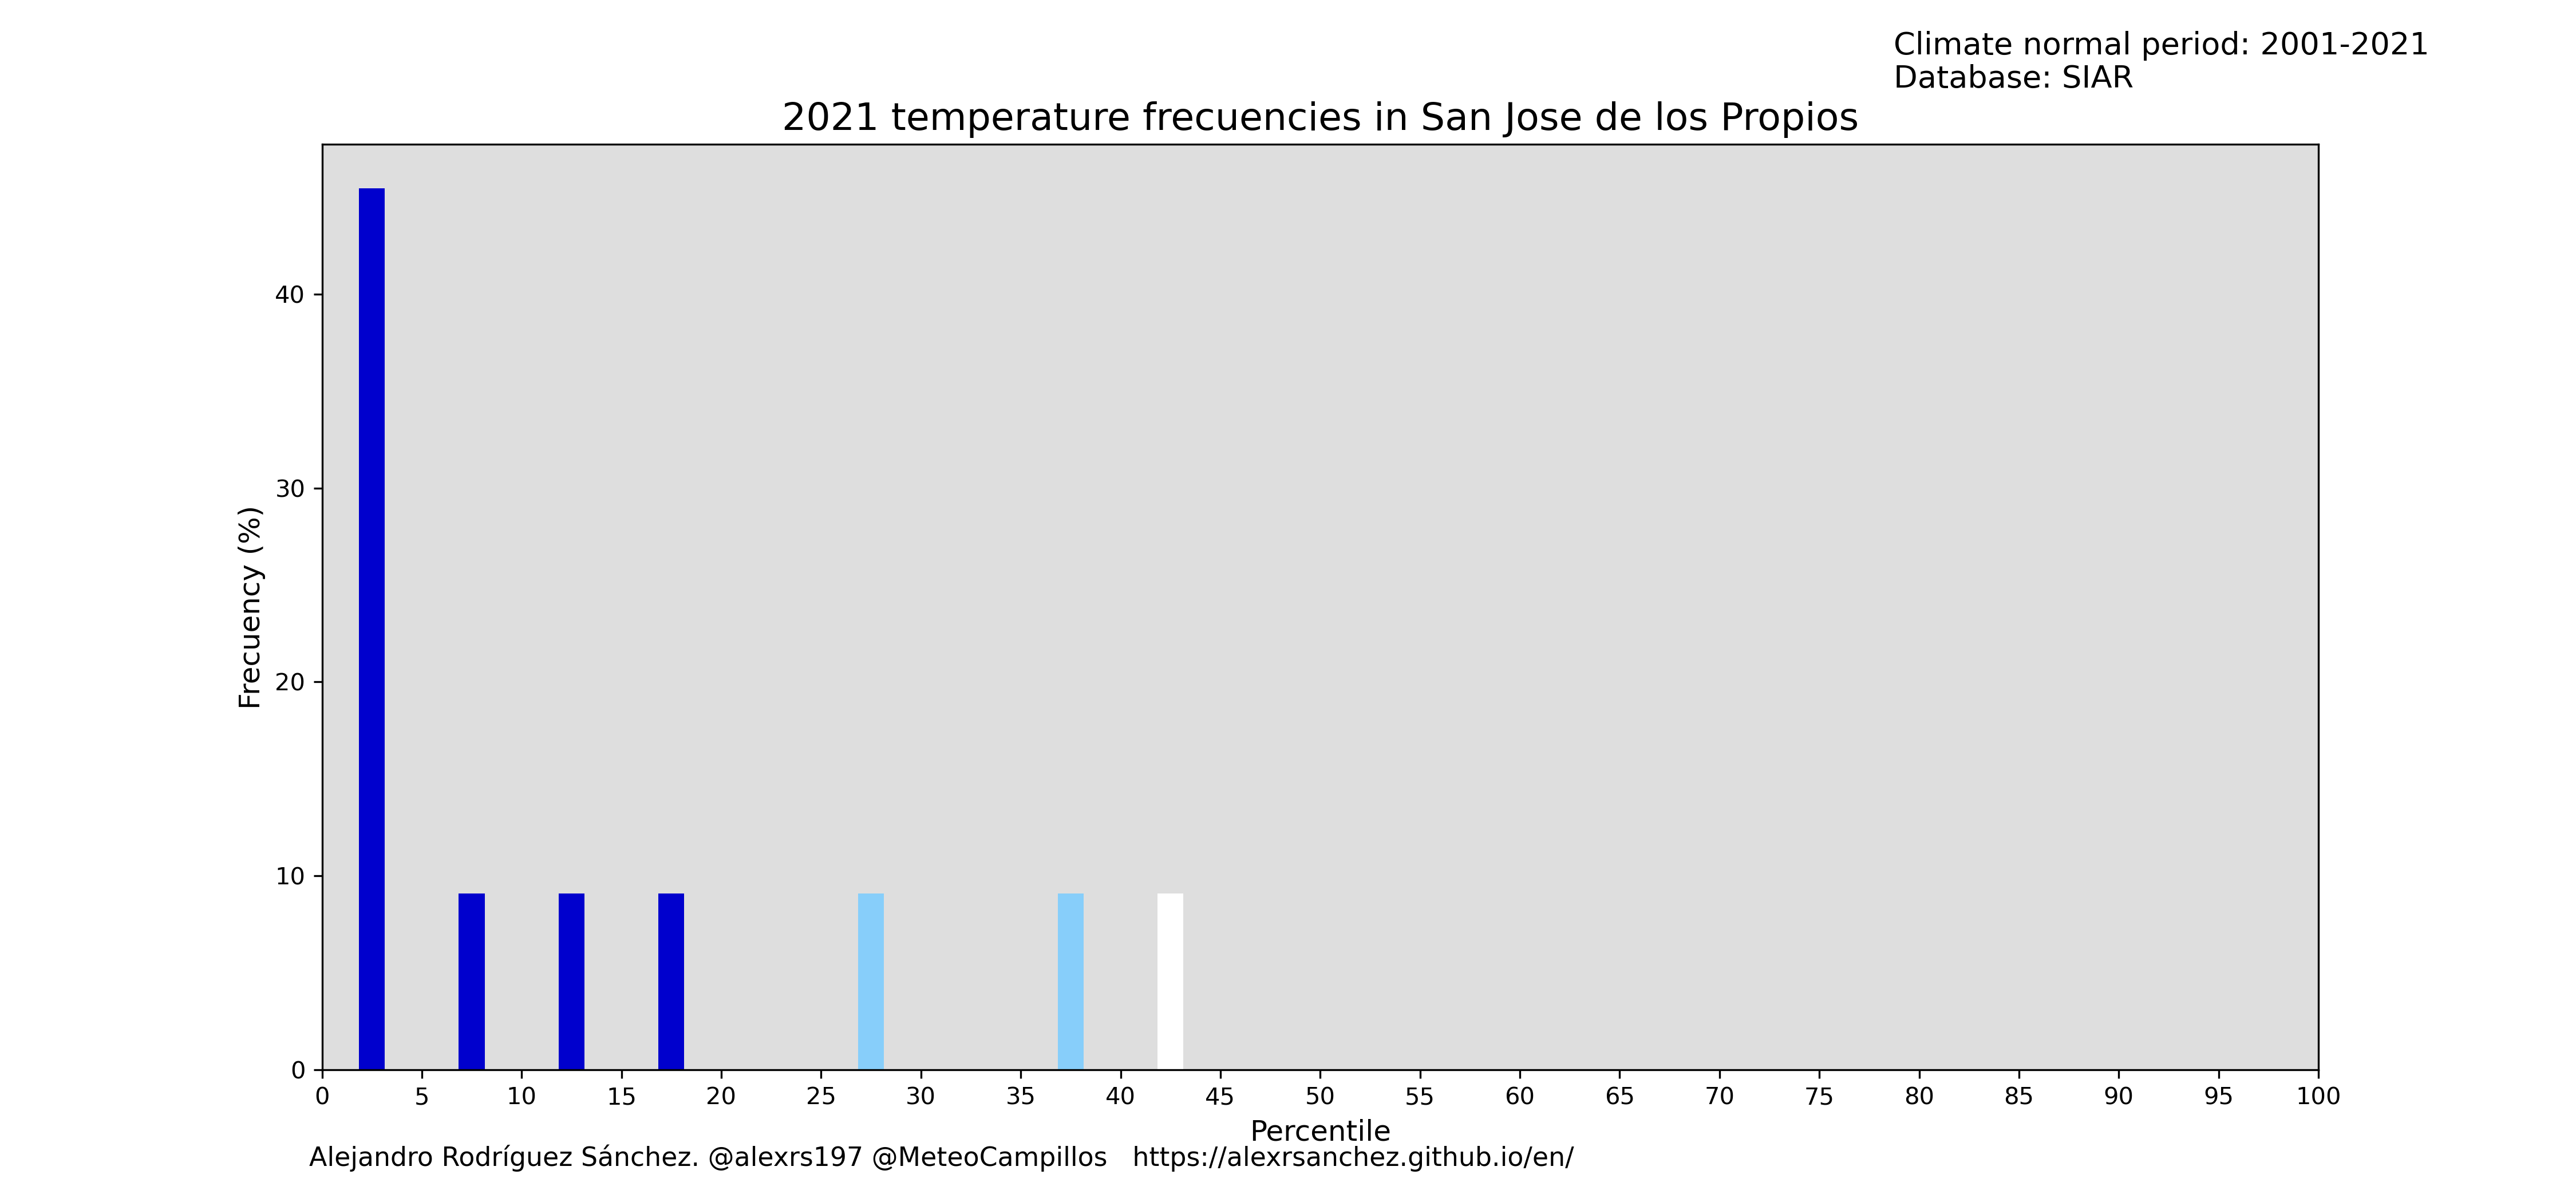 Climate normal period: 2001-2021
Database: SIAR
2021 temperature frecuencies in San Jose de los Propios
Frecuency (%)
40
30
20
10
0
0 5 10 15 20 25 30 35 40 45 50 55 60 65 70 75 80 85 90 95 100
Percentile
Alejandro Rodríguez Sánchez. @alexrs197 @MeteoCampillos https://alexrsanchez.github.io/en/